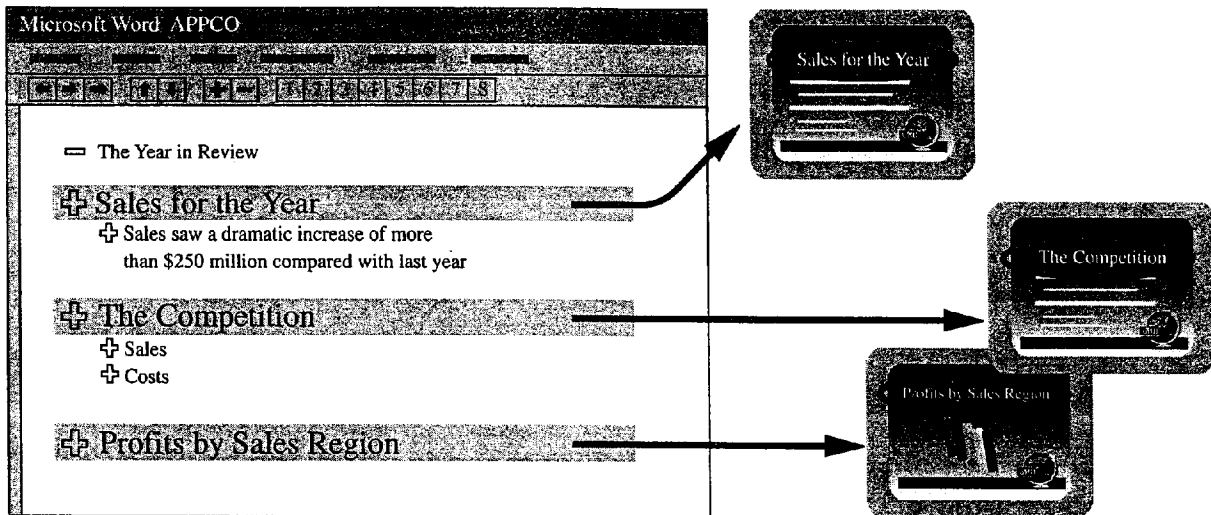 Microsoft Word APPCO
1 2 3 4 5 6 7 8
The Year in Review
Sales for the Year
Sales saw a dramatic increase of more
than $250 million compared with last year
The Competition
Sales
Costs
Profits by Sales Region
Sales for the Year
The Competition
Profits by Sales Region